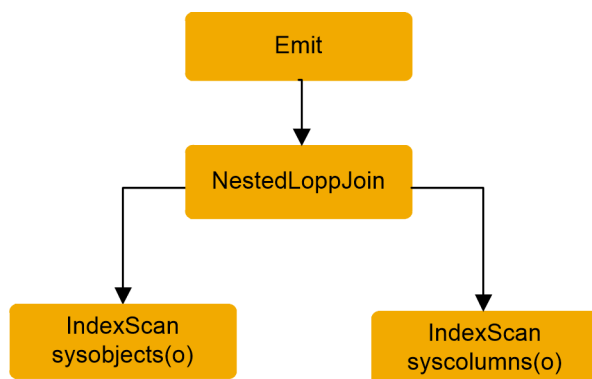 Emit
NestedLoppJoin
IndexScan
sysobjects(o)
IndexScan
syscolumns(o)